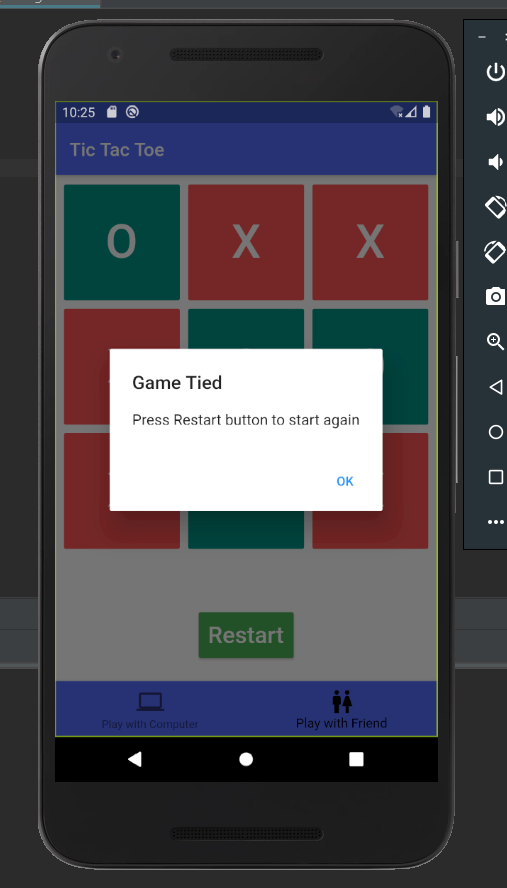 10:25
Tic Tac Toe
O X X
Game Tied
Press Restart button to start again
OK
Restart
Play with Computer
Play with Friend